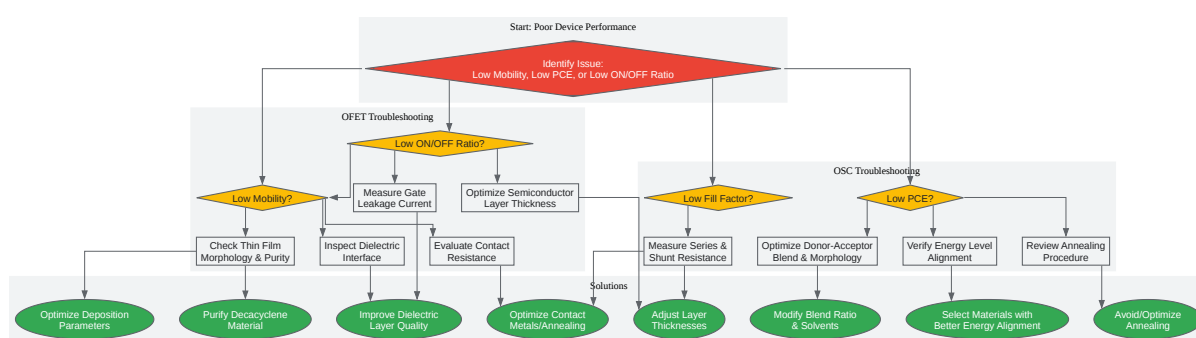 Start: Poor Device Performance
Identify Issue:
Low Mobility, Low PCE, or Low ON/OFF Ratio
OFET Troubleshooting
Low ON/OFF Ratio?
OSC Troubleshooting
Low Mobility?
Measure Gate
Leakage Current
Optimize Semiconductor
Layer Thickness
Low Fill Factor?
Low PCE?
Check Thin Film
Morphology & Purity
Inspect Dielectric
Interface
Evaluate Contact
Resistance
Measure Series &
Shunt Resistance
Optimize Donor-Acceptor
Blend & Morphology
Verify Energy Level
Alignment
Review Annealing
Procedure
Solutions
Optimize Deposition
Parameters
Purify Decacyclene
Material
Improve Dielectric
Layer Quality
Optimize Contact
Metals/Annealing
Adjust Layer
Thicknesses
Modify Blend Ratio
& Solvents
Select Materials with
Better Energy Alignment
Avoid/Optimize
Annealing